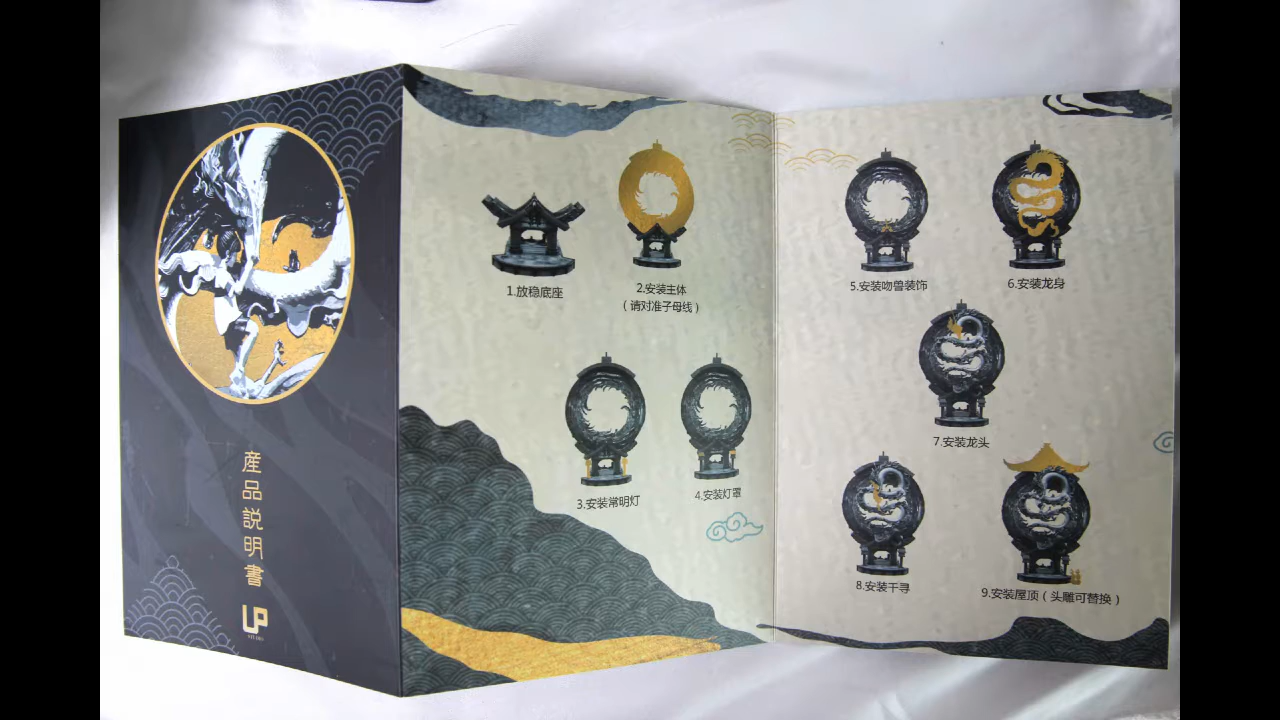 産品説明書
UP
1.放稳底座
2.安装主体
（请对准子母线）
3.安装常明灯
4.安装灯罩
5.安装吻兽装饰
6.安装龙身
7.安装龙头
8.安装千寻
9.安装屋顶（头雕可替换）